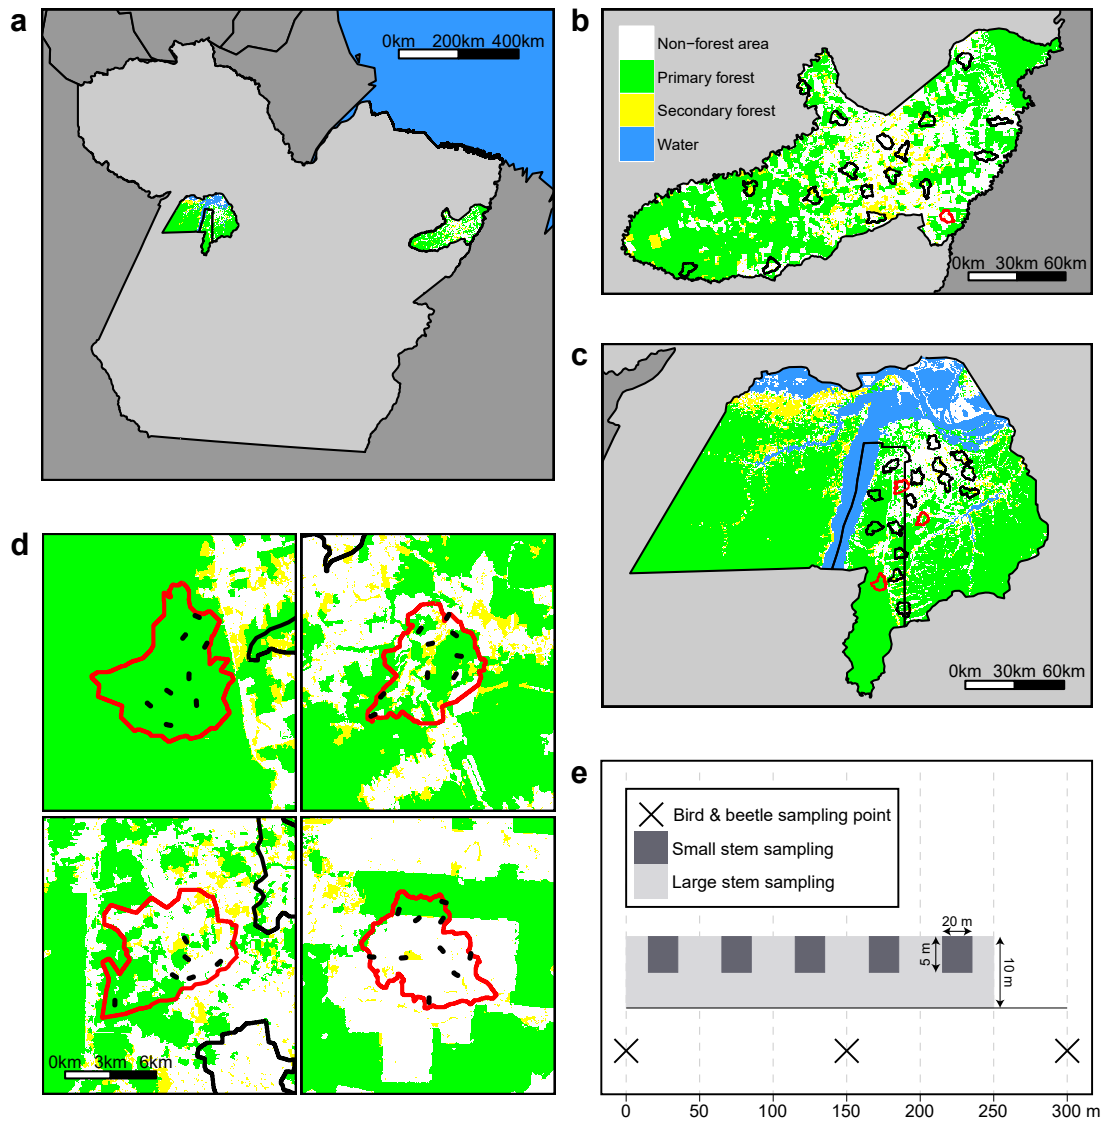 a
0km 200km 400km
b
Non−forest area
Primary forest
Secondary forest
Water
0km 30km 60km
c
0km 30km 60km
d
0km 3km 6km
e
Bird & beetle sampling point
Small stem sampling
Large stem sampling
20 m
5 m
10 m
0 50 100 150 200 250 300 m